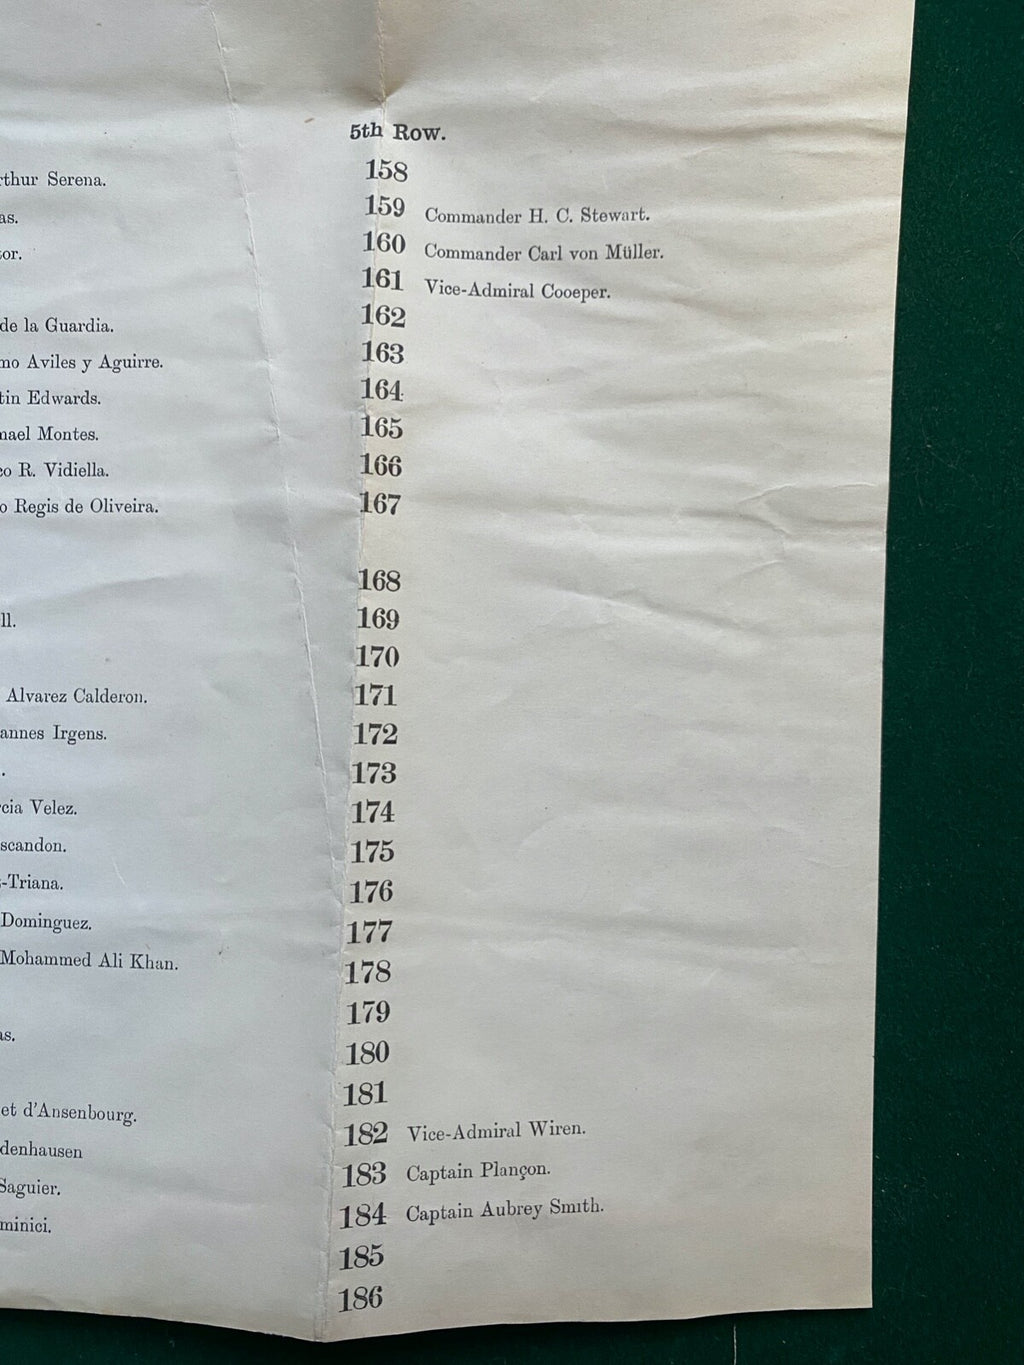 rthur Serena.
as.
tor.
de la Guardia.
mo Aviles y Aguirre.
tin Edwards.
mael Montes.
co R. Vidiella.
o Regis de Oliveira.
ll.
Alvarez Calderon.
annes Irgens.
.
rcia Velez.
scandon.
-Triana.
Dominguez.
Mohammed Ali Khan.
as.
et d'Ansenbourg.
denhausen
Saguier.
minici.
5th Row.
158
159 Commander H. C. Stewart.
160 Commander Carl von Müller.
161 Vice-Admiral Cooeper.
162
163
164
165
166
167
168
169
170
171
172
173
174
175
176
177
178
179
180
181
182 Vice-Admiral Wiren.
183 Captain Plançon.
184 Captain Aubrey Smith.
185
186